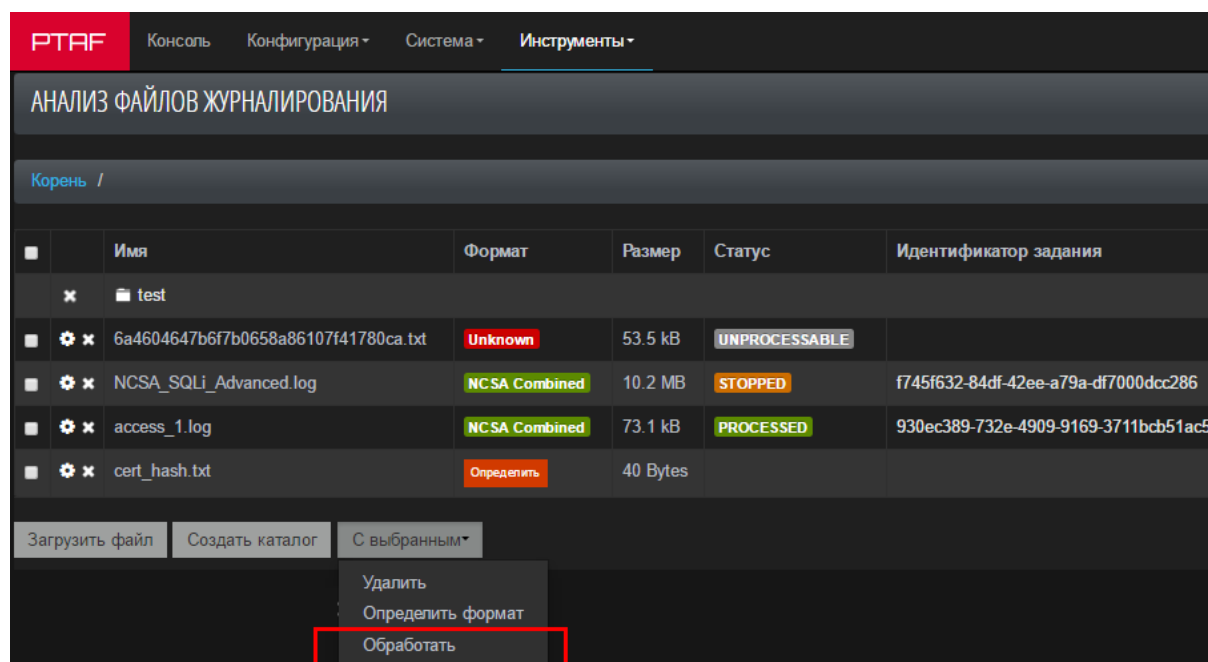 PTAF Консоль Конфигурация Система Инструменты
АНАЛИЗ ФАЙЛОВ ЖУРНАЛИРОВАНИЯ
Корень /
Имя Формат Размер Статус Идентификатор задания
test
6a4604647b6f7b0658a86107f41780ca.txt Unknown 53.5 kB UNPROCESSABLE
NCSA_SQLi_Advanced.log NCSA Combined 10.2 MB STOPPED f745f632-84df-42ee-a79a-df7000dcc286
access_1.log NCSA Combined 73.1 kB PROCESSED 930ec389-732e-4909-9169-3711bcb51ac5
cert_hash.txt Определить 40 Bytes
Загрузить файл Создать каталог С выбранным
Удалить
Определить формат
Обработать